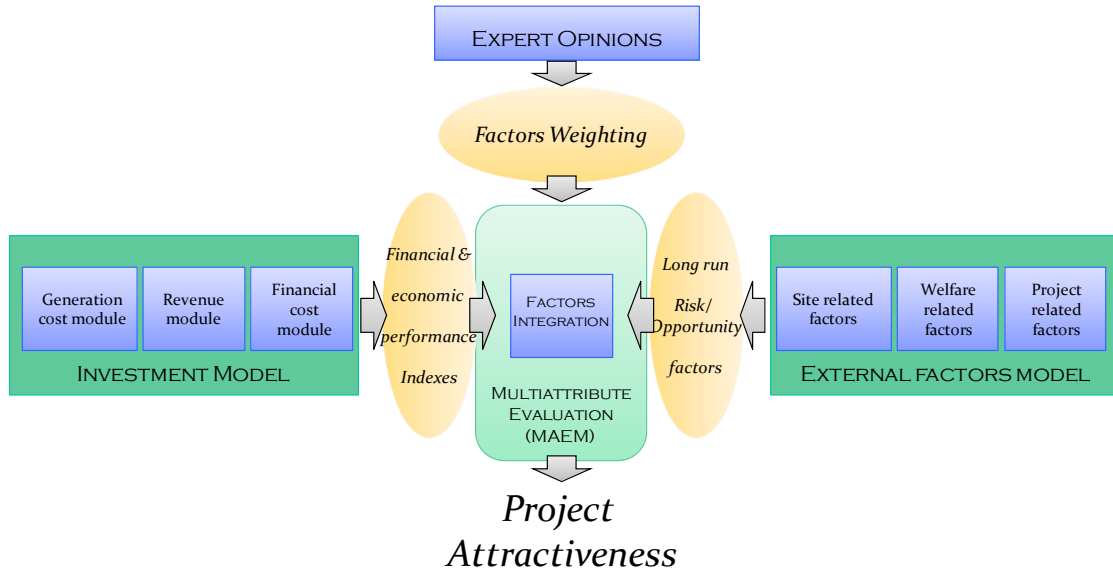 EXPERT OPINIONS
Factors Weighting
Generation
cost module
Revenue
module
Financial
cost
module
INVESTMENT MODEL
Financial &
economic
performance
Indexes
FACTORS
INTEGRATION
MULTIATTRIBUTE
EVALUATION
(MAEM)
Long run
Risk/
Opportunity
factors
Site related
factors
Welfare
related
factors
Project
related
factors
EXTERNAL FACTORS MODEL
Project
Attractiveness